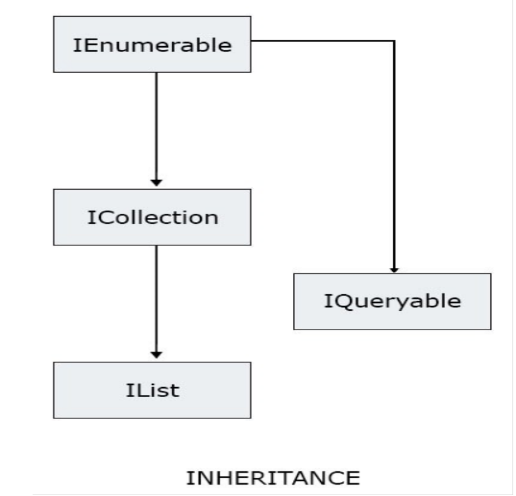 IEnumerable
ICollection
IQueryable
IList
INHERITANCE